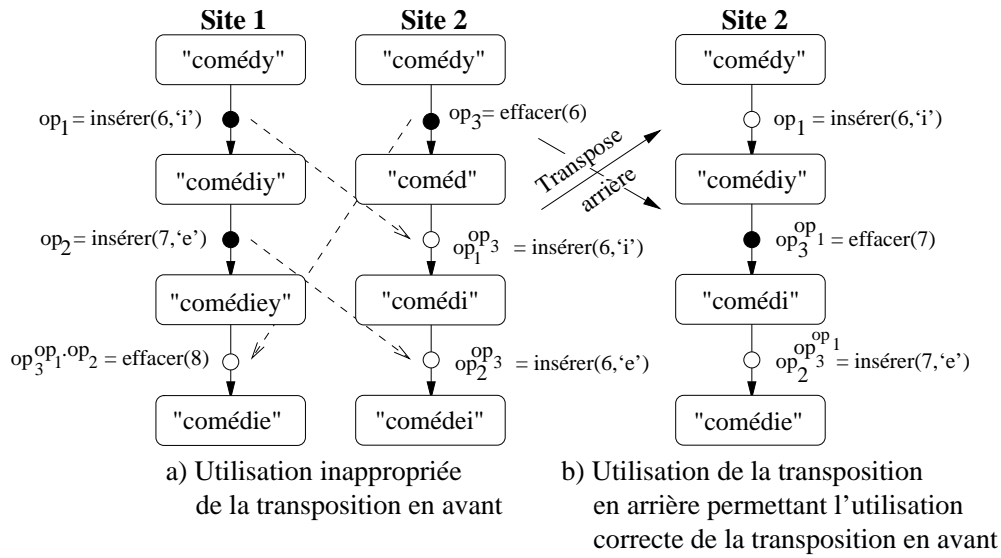 Site 1
Site 2
Site 2
"comédy"
"comédy"
"comédy"
op1 = insérer(6,‘i’)
op3= effacer(6)
op1 = insérer(6,‘i’)
Transpose
arrière
"comédiy"
"coméd"
"comédiy"
op2 = insérer(7,‘e’)
op1op3 = insérer(6,‘i’)
op3op1 = effacer(7)
"comédiey"
"comédi"
"comédi"
op3op1.op2 = effacer(8)
op2op3 = insérer(6,‘e’)
op2op3op1 = insérer(7,‘e’)
"comédie"
"comédei"
"comédie"
a) Utilisation inappropriée
de la transposition en avant
b) Utilisation de la transposition
en arrière permettant l’utilisation
correcte de la transposition en avant